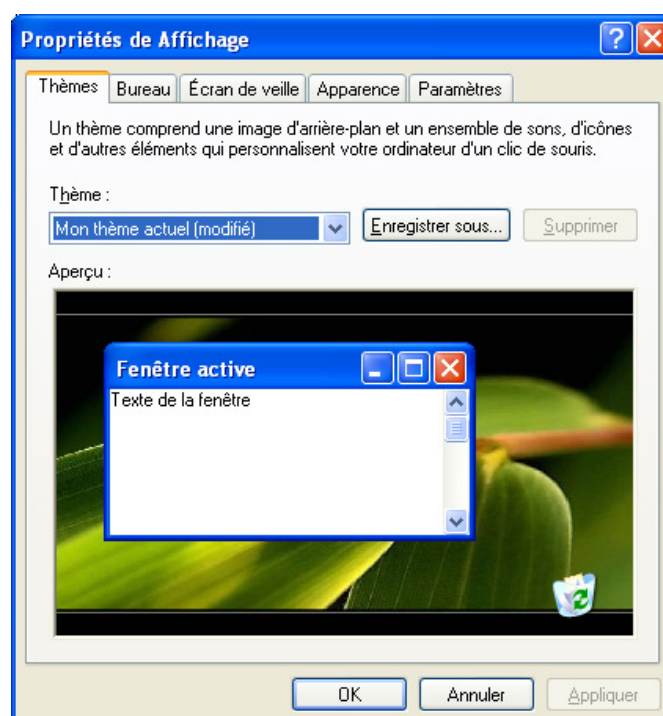 Propriétés de Affichage
Thèmes Bureau Écran de veille Apparence Paramètres
Un thème comprend une image d'arrière-plan et un ensemble de sons, d'icônes
et d'autres éléments qui personnalisent votre ordinateur d'un clic de souris.
Thème :
Mon thème actuel (modifié) Enregistrer sous... Supprimer
Aperçu :
Fenêtre active
Texte de la fenêtre
OK Annuler Appliquer